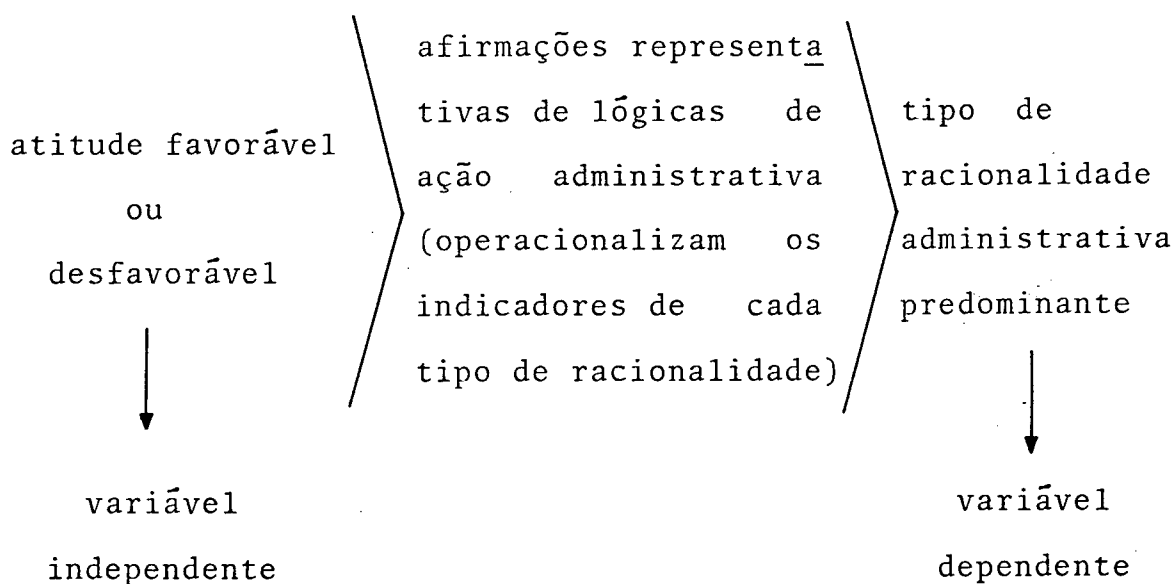 atitude favorável
ou
desfavorável
variável
independente
afirmações representa
tivas de lógicas de
ação administrativa
(operacionalizam os
indicadores de cada
tipo de racionalidade)
tipo de
racionalidade
administrativa
predominante
variável
dependente